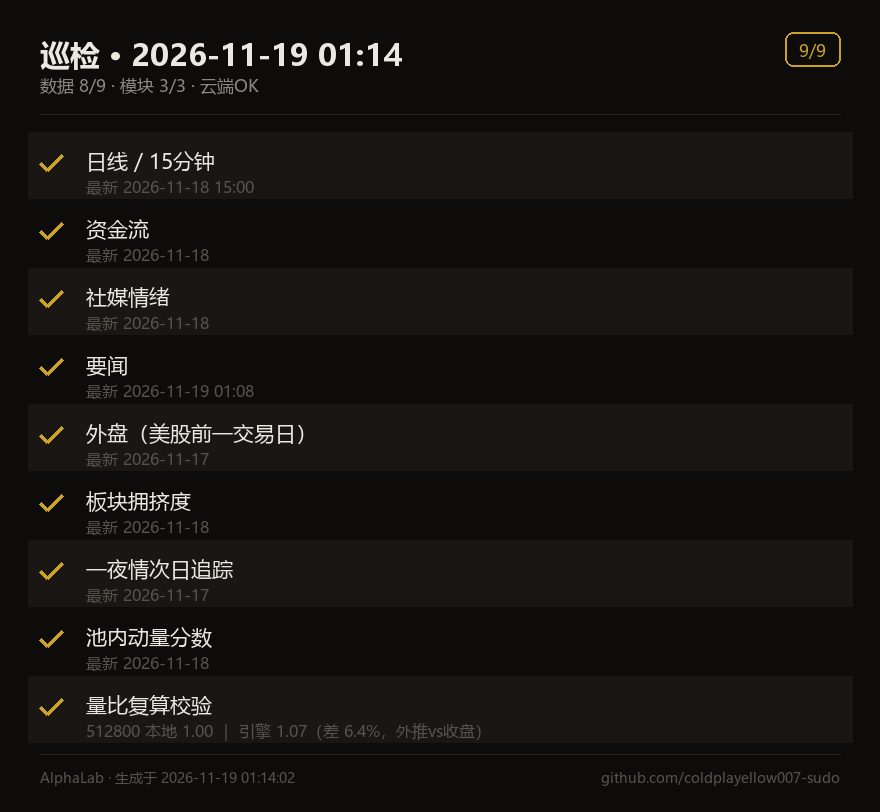 巡检 • 2026-11-19 01:14
9/9
数据 8/9 · 模块 3/3 · 云端OK
日线 / 15分钟
最新 2026-11-18 15:00
资金流
最新 2026-11-18
社媒情绪
最新 2026-11-18
要闻
最新 2026-11-19 01:08
外盘（美股前一交易日）
最新 2026-11-17
板块拥挤度
最新 2026-11-18
一夜情次日追踪
最新 2026-11-17
池内动量分数
最新 2026-11-18
量比复算校验
512800 本地 1.00 ｜ 引擎 1.07（差 6.4%，外推vs收盘）
AlphaLab · 生成于 2026-11-19 01:14:02
github.com/coldplayellow007-sudo